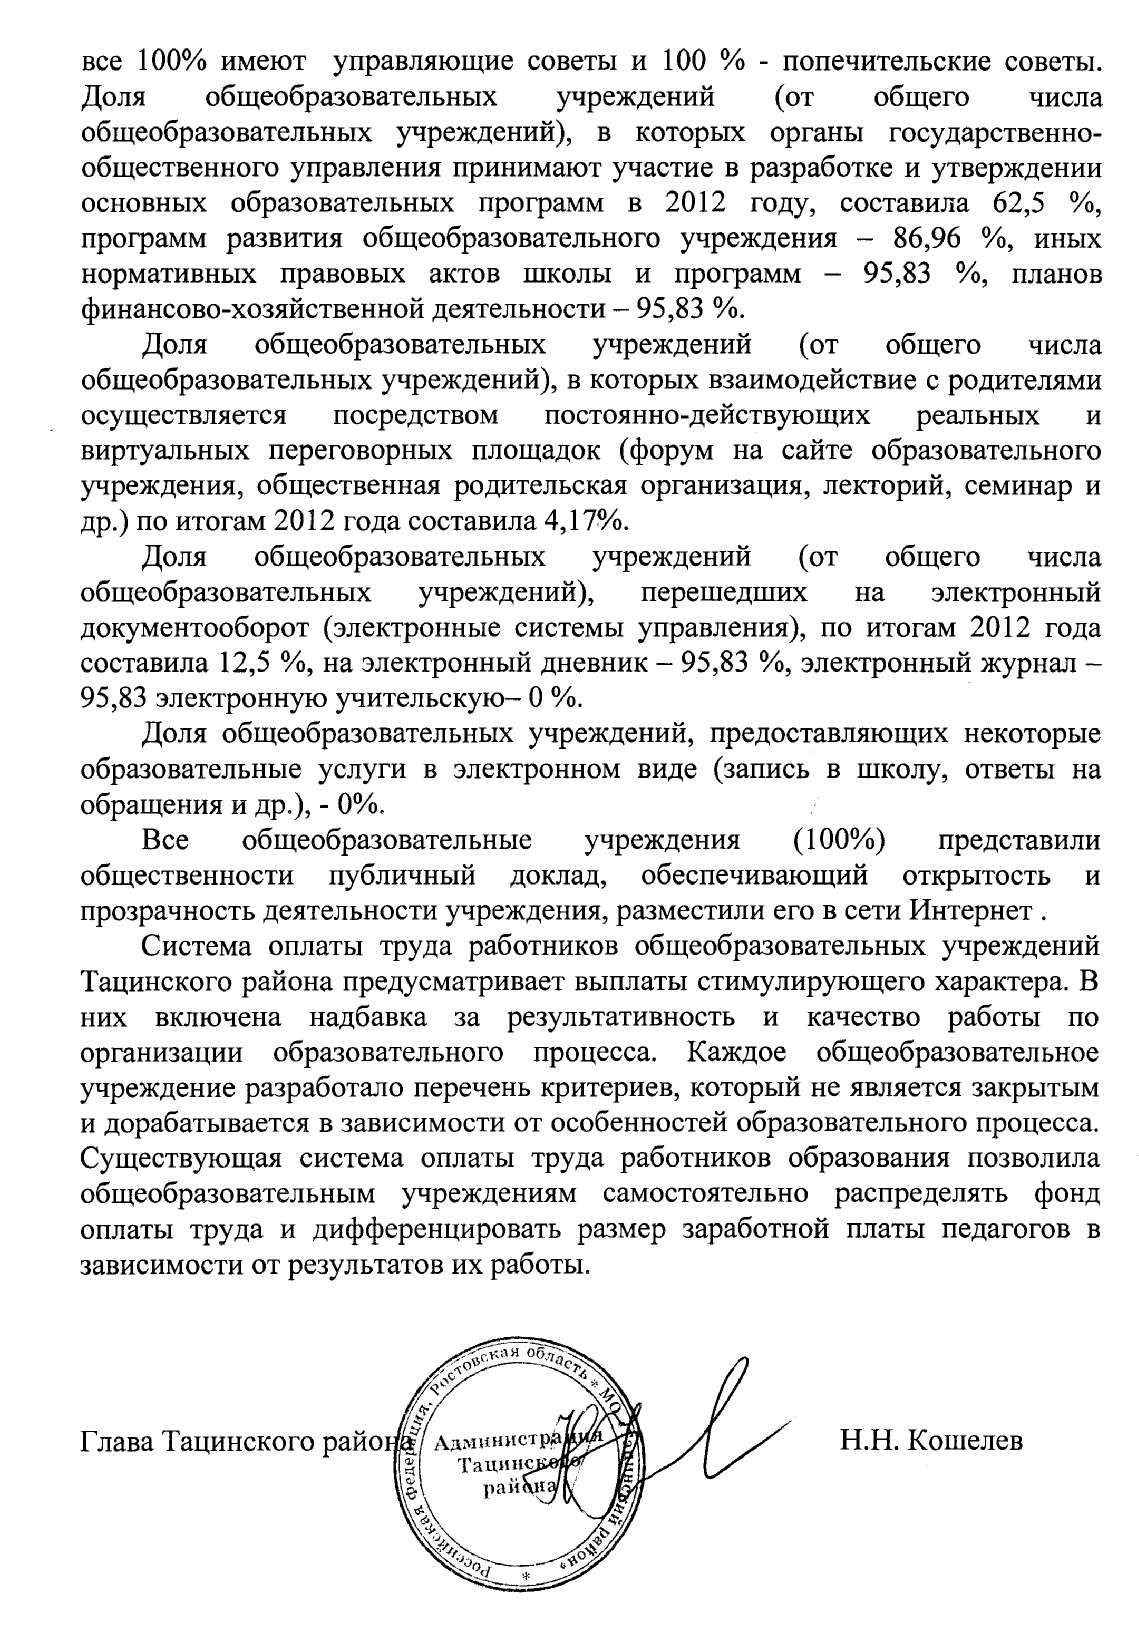 все 100% имеют управляющие советы и 100 % - попечительские советы.
Доля общеобразовательных учреждений (от общего числа
общеобразовательных учреждений), в которых органы государственно-
общественного управления принимают участие в разработке и утверждении
основных образовательных программ в 2012 году, составила 62,5 %,
программ развития общеобразовательного учреждения – 86,96 %, иных
нормативных правовых актов школы и программ – 95,83 %, планов
финансово-хозяйственной деятельности – 95,83 %.
Доля общеобразовательных учреждений (от общего числа
общеобразовательных учреждений), в которых взаимодействие с родителями
осуществляется посредством постоянно-действующих реальных и
виртуальных переговорных площадок (форум на сайте образовательного
учреждения, общественная родительская организация, лекторий, семинар и
др.) по итогам 2012 года составила 4,17%.
Доля общеобразовательных учреждений (от общего числа
общеобразовательных учреждений), перешедших на электронный
документооборот (электронные системы управления), по итогам 2012 года
составила 12,5 %, на электронный дневник – 95,83 %, электронный журнал –
95,83 электронную учительскую– 0 %.
Доля общеобразовательных учреждений, предоставляющих некоторые
образовательные услуги в электронном виде (запись в школу, ответы на
обращения и др.), - 0%.
Все общеобразовательные учреждения (100%) представили
общественности публичный доклад, обеспечивающий открытость и
прозрачность деятельности учреждения, разместили его в сети Интернет .
Система оплаты труда работников общеобразовательных учреждений
Тацинского района предусматривает выплаты стимулирующего характера. В
них включена надбавка за результативность и качество работы по
организации образовательного процесса. Каждое общеобразовательное
учреждение разработало перечень критериев, который не является закрытым
и дорабатывается в зависимости от особенностей образовательного процесса.
Существующая система оплаты труда работников образования позволила
общеобразовательным учреждениям самостоятельно распределять фонд
оплаты труда и дифференцировать размер заработной платы педагогов в
зависимости от результатов их работы.
Глава Тацинского района
Российская Федерация, Ростовская область * МО «Тацинский район» *
Администрация
Тацинского
района
Н.Н. Кошелев